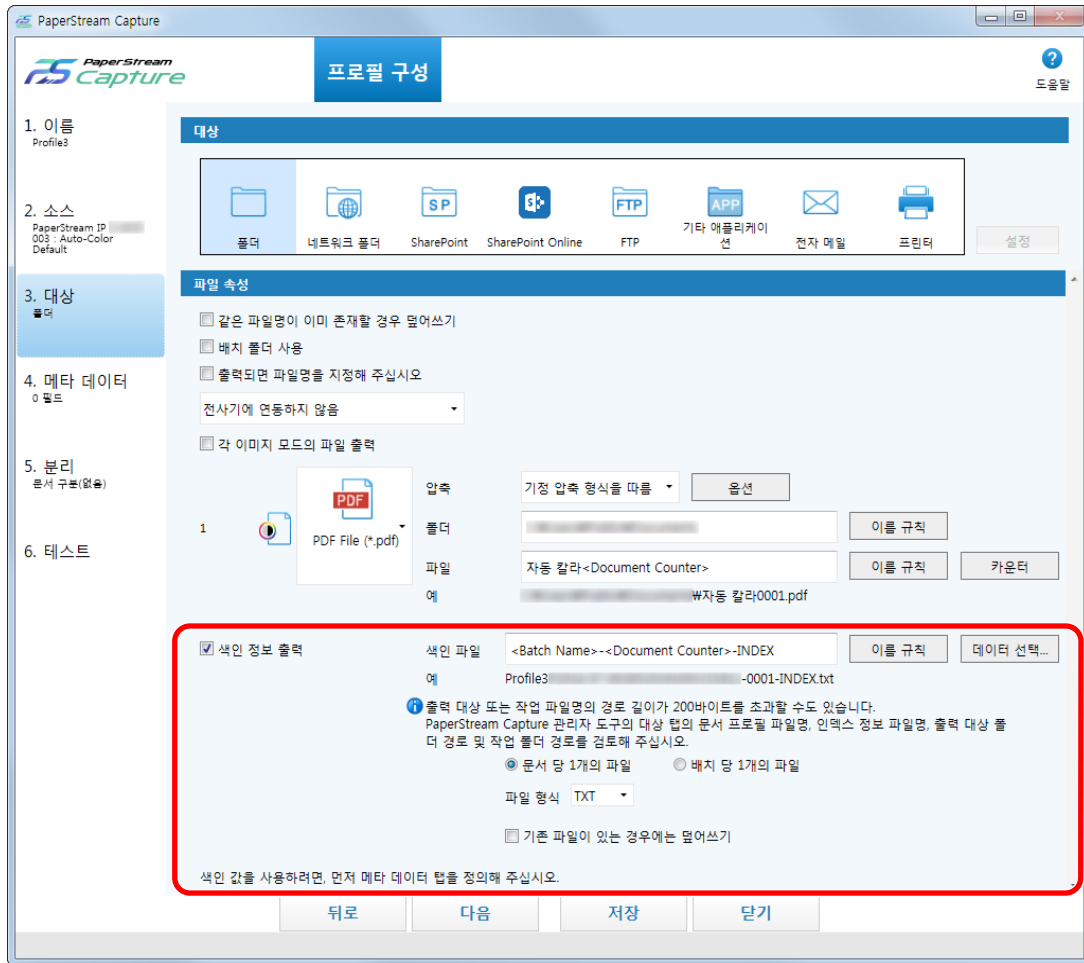 PaperStream Capture
PaperStream
Capture
프로필 구성
?
도움말
1. 이름
Profile3
2. 소스
PaperStream IP
003 : Auto-Color
Default
3. 대상
폴더
4. 메타 데이터
0 필드
5. 분리
문서 구분(없음)
6. 테스트
대상
폴더
네트워크 폴더
SP
SharePoint
S
SharePoint Online
FTP
FTP
APP
기타 애플리케이
션
전자 메일
프린터
설정
파일 속성
같은 파일명이 이미 존재할 경우 덮어쓰기
배치 폴더 사용
출력되면 파일명을 지정해 주십시오
전사기에 연동하지 않음
각 이미지 모드의 파일 출력
1
PDF
PDF File (*.pdf)
압축 기정 압축 형식을 따름 옵션
폴더 이름 규칙
파일 자동 칼라<Document Counter> 이름 규칙 카운터
예 ₩자동 칼라0001.pdf
색인 정보 출력 색인 파일 <Batch Name>-<Document Counter>-INDEX 이름 규칙 데이터 선택...
예 Profile3 -0001-INDEX.txt
출력 대상 또는 작업 파일명의 경로 길이가 200바이트를 초과할 수도 있습니다.
PaperStream Capture 관리자 도구의 대상 탭의 문서 프로필 파일명, 인덱스 정보 파일명, 출력 대상 폴
더 경로 및 작업 폴더 경로를 검토해 주십시오.
문서 당 1개의 파일 배치 당 1개의 파일
파일 형식 TXT
기존 파일이 있는 경우에는 덮어쓰기
색인 값을 사용하려면, 먼저 메타 데이터 탭을 정의해 주십시오.
뒤로 다음 저장 닫기